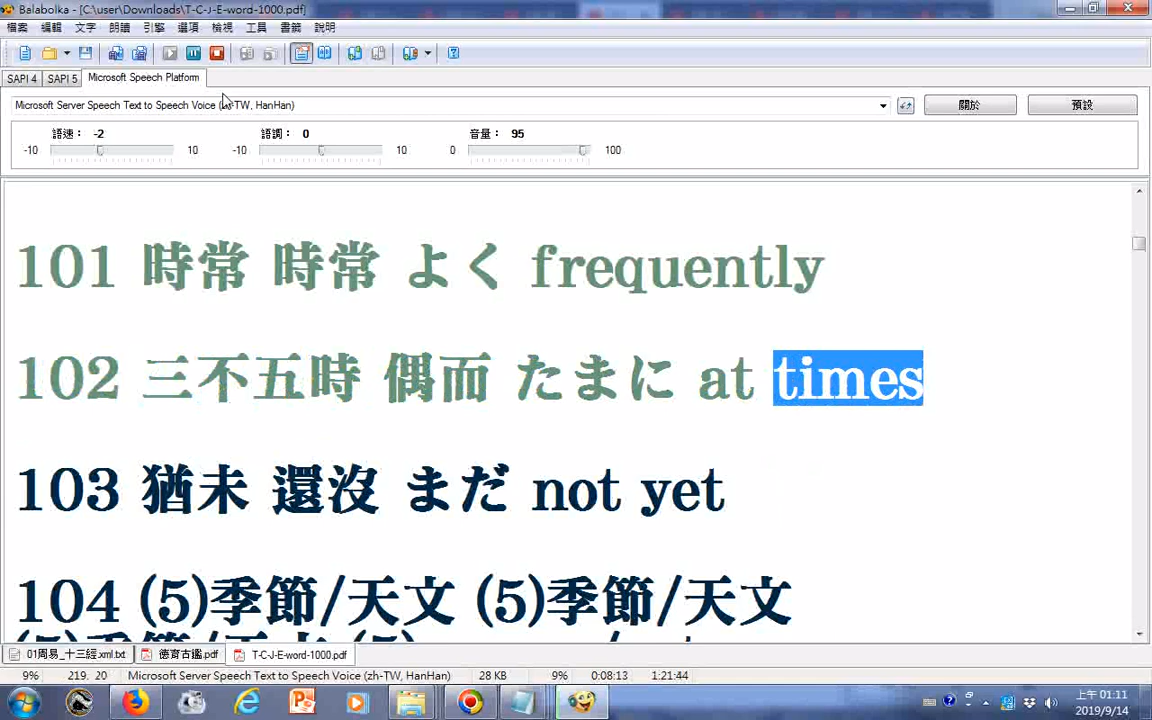 Balabolka - [C:\user\Downloads\T-C-J-E-word-1000.pdf]
檔案 編輯 文字 朗讀 引擎 選項 檢視 工具 書籤 說明
SAPI 4 SAPI 5 Microsoft Speech Platform
Microsoft Server Speech Text to Speech Voice (zh-TW, HanHan) 關於 預設
語速： -2 語調： 0 音量： 95
-10 10 -10 10 0 100
101 時常 時常 よく frequently
102 三不五時 偶而 たまに at times
103 猶未 還沒 まだ not yet
104 (5)季節/天文 (5)季節/天文
01周易_十三經.xml.txt 德育古鑑.pdf T-C-J-E-word-1000.pdf
9% 219. 20 Microsoft Server Speech Text to Speech Voice (zh-TW, HanHan) 28 KB 9% 0:08:13 1:21:44
上午 01:11
2019/9/14